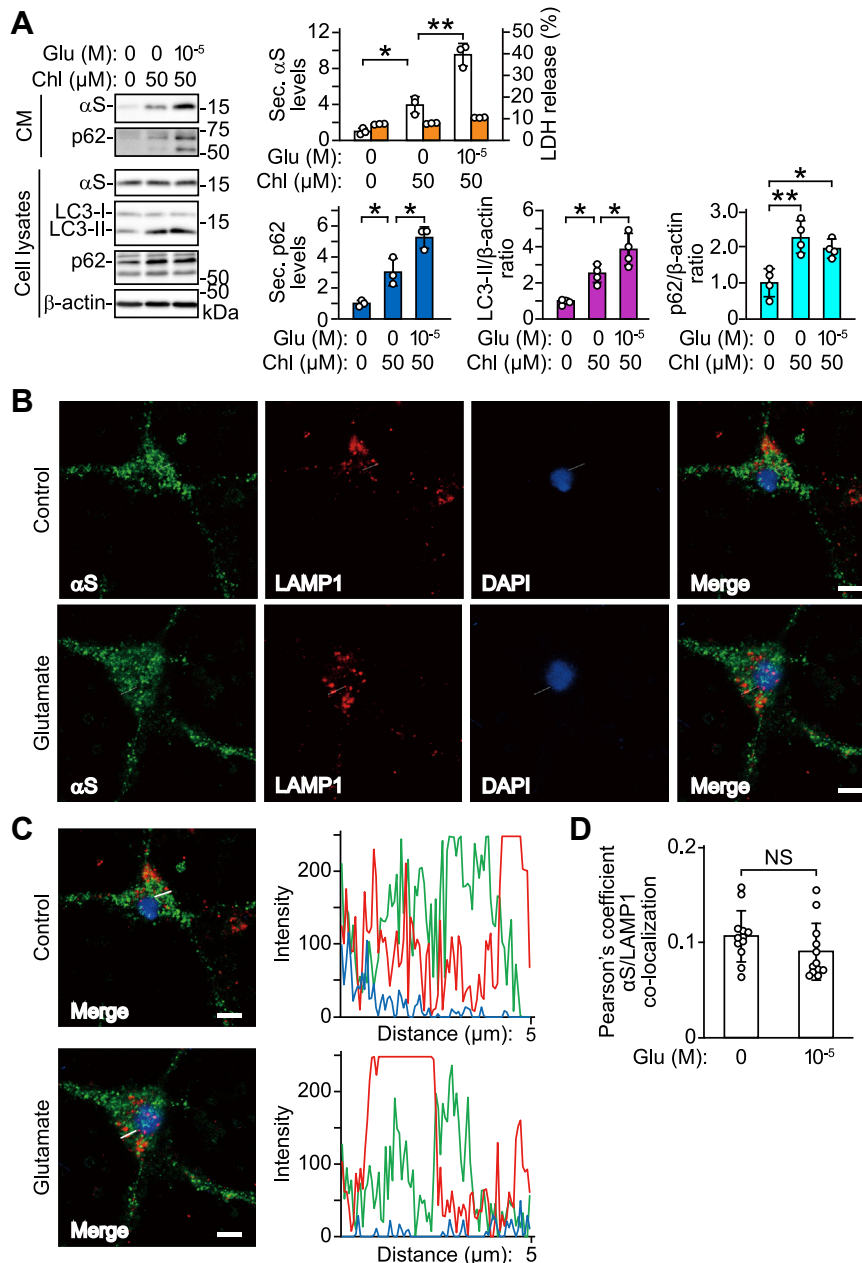 A
Glu (M): 0 0 10⁻⁵
Chl (µM): 0 50 50
CM
αS-
-15
p62-
-75
50-
Cell lysates
αS-
-15
LC3-I
LC3-II
-15
p62-
50-
β-actin-
-50
kDa
Sec. αS levels
12
8
4
0
* **
50
40
30
20
10
0
LDH release (%)
Glu (M): 0 0 10⁻⁵
Chl (µM): 0 50 50
Sec. p62 levels
6
4
2
0
* *
Glu (M): 0 0 10⁻⁵
Chl (µM): 0 50 50
LC3-II/β-actin ratio
6
4
2
0
* *
Glu (M): 0 0 10⁻⁵
Chl (µM): 0 50 50
p62/β-actin ratio
3.0
2.0
1.0
0
*
**
Glu (M): 0 0 10⁻⁵
Chl (µM): 0 50 50
B
Control
αS
LAMP1
DAPI
Merge
Glutamate
αS
LAMP1
DAPI
Merge
C
Control
Merge
Intensity
200
100
0
Distance (µm): 5
Glutamate
Merge
Intensity
200
100
0
Distance (µm): 5
D
Pearson's coefficient
αS/LAMP1
co-localization
0.2
0.1
0
NS
Glu (M): 0 10⁻⁵